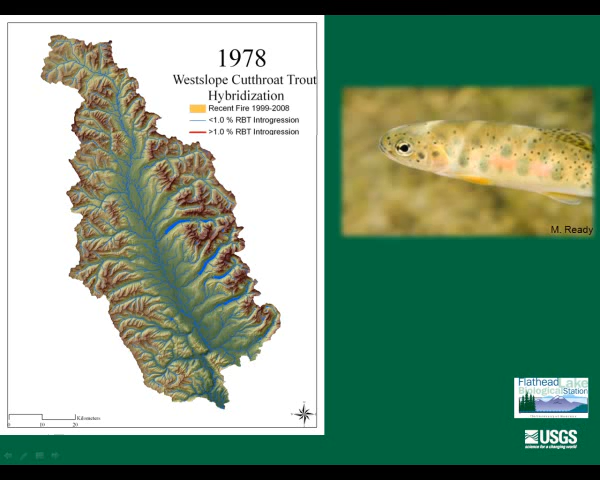 1978
Westslope Cutthroat Trout
Hybridization
Recent Fire 1999-2008
<1.0 % RBT Introgression
>1.0 % RBT Introgression
M. Ready
Kilometers
0 10 20
Flathead Lake
Biological Station
USGS
science for a changing world